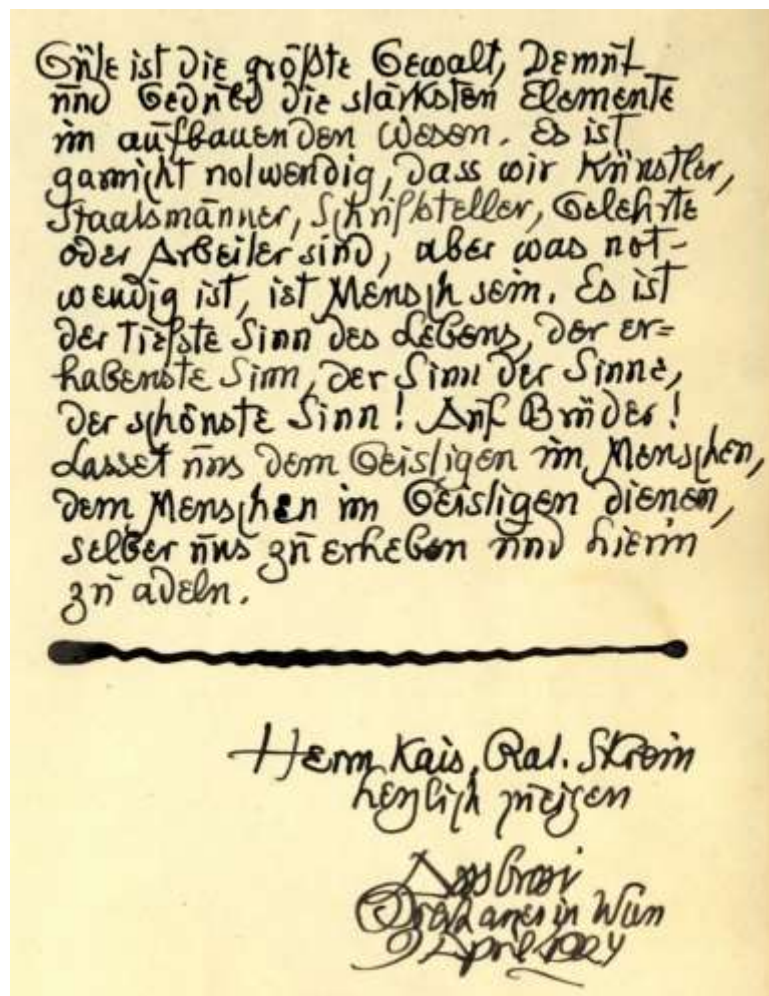 Güte ist die größte Gewalt, Demut
und Geduld die stärksten Elemente
im aufbauenden Wesen. Es ist
garnicht notwendig, dass wir Künstler,
Staatsmänner, Schriftsteller, Gelehrte
oder Arbeiter sind, aber was not-
wendig ist, ist Mensch sein. Es ist
der tiefste Sinn des Lebens, der er=
habenste Sinn, der Sinn der Sinne,
der schönste Sinn! Auf Brüder!
Lasset uns dem Geistigen im Menschen,
dem Menschen im Geistigen dienen,
selber uns zu erheben und hierin
zu adeln.
Herrn Kais. Rat.
herzlich
Ambrosi
in Wien
9 April 1924